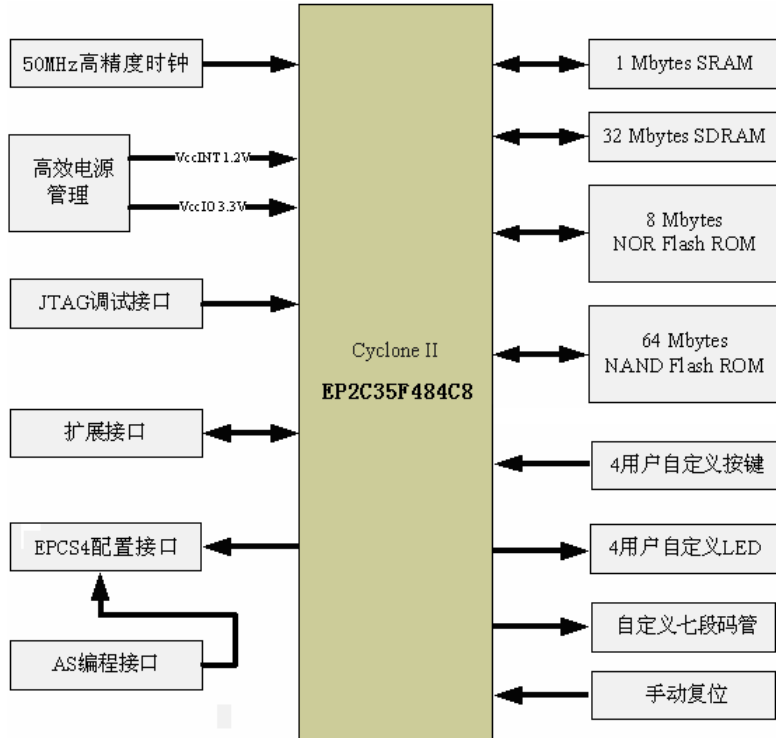 50MHz高精度时钟
高效电源
管理
VccINT 1.2V
VccIO 3.3V
JTAG调试接口
扩展接口
EPCS4配置接口
AS编程接口
Cyclone II
EP2C35F484C8
1 Mbytes SRAM
32 Mbytes SDRAM
8 Mbytes
NOR Flash ROM
64 Mbytes
NAND Flash ROM
4用户自定义按键
4用户自定义LED
自定义七段码管
手动复位